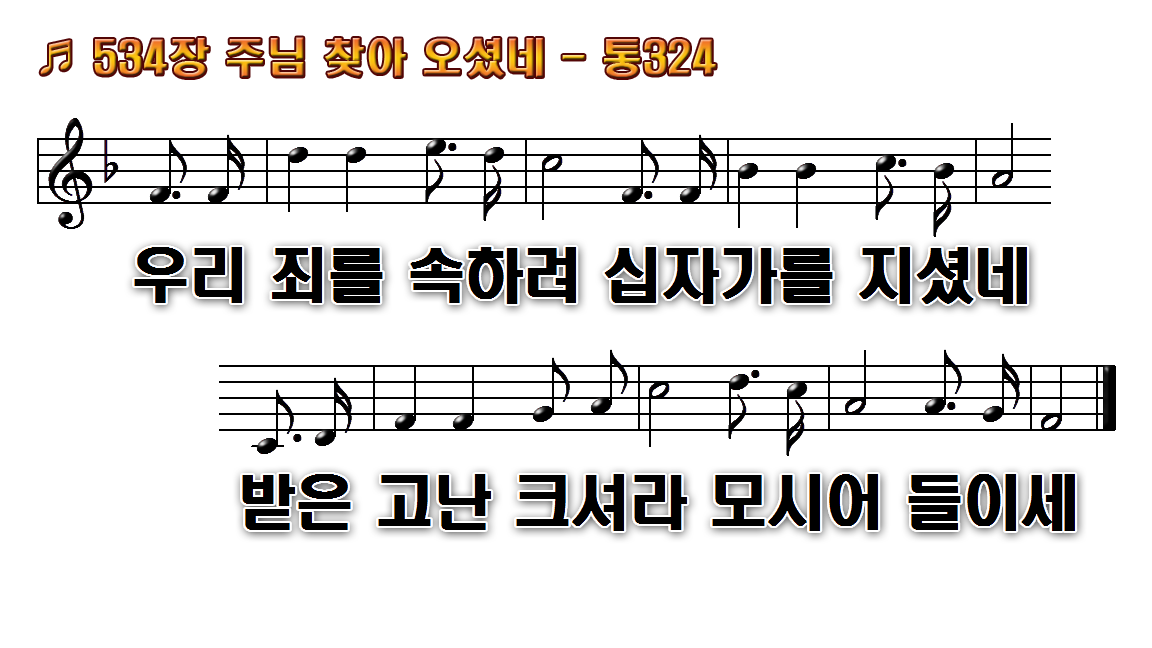 ♬ 534장 주님 찾아 오셨네 - 통324
우리 죄를 속하려 십자가를 지셨네
받은 고난 크셔라 모시어 들이세